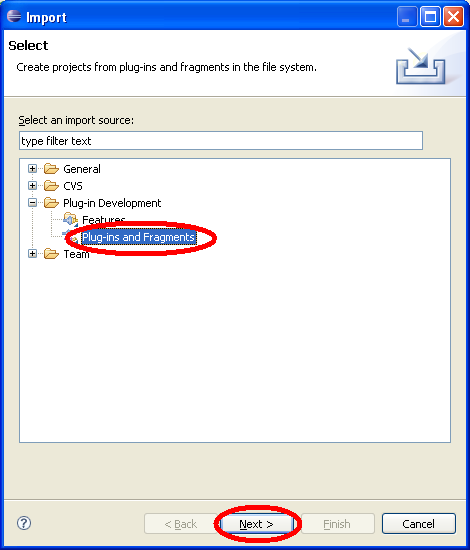 Import
Select
Create projects from plug-ins and fragments in the file system.
Select an import source:
type filter text
General
CVS
Plug-in Development
Features
Plug-ins and Fragments
Team
?
< Back
Next >
Finish
Cancel